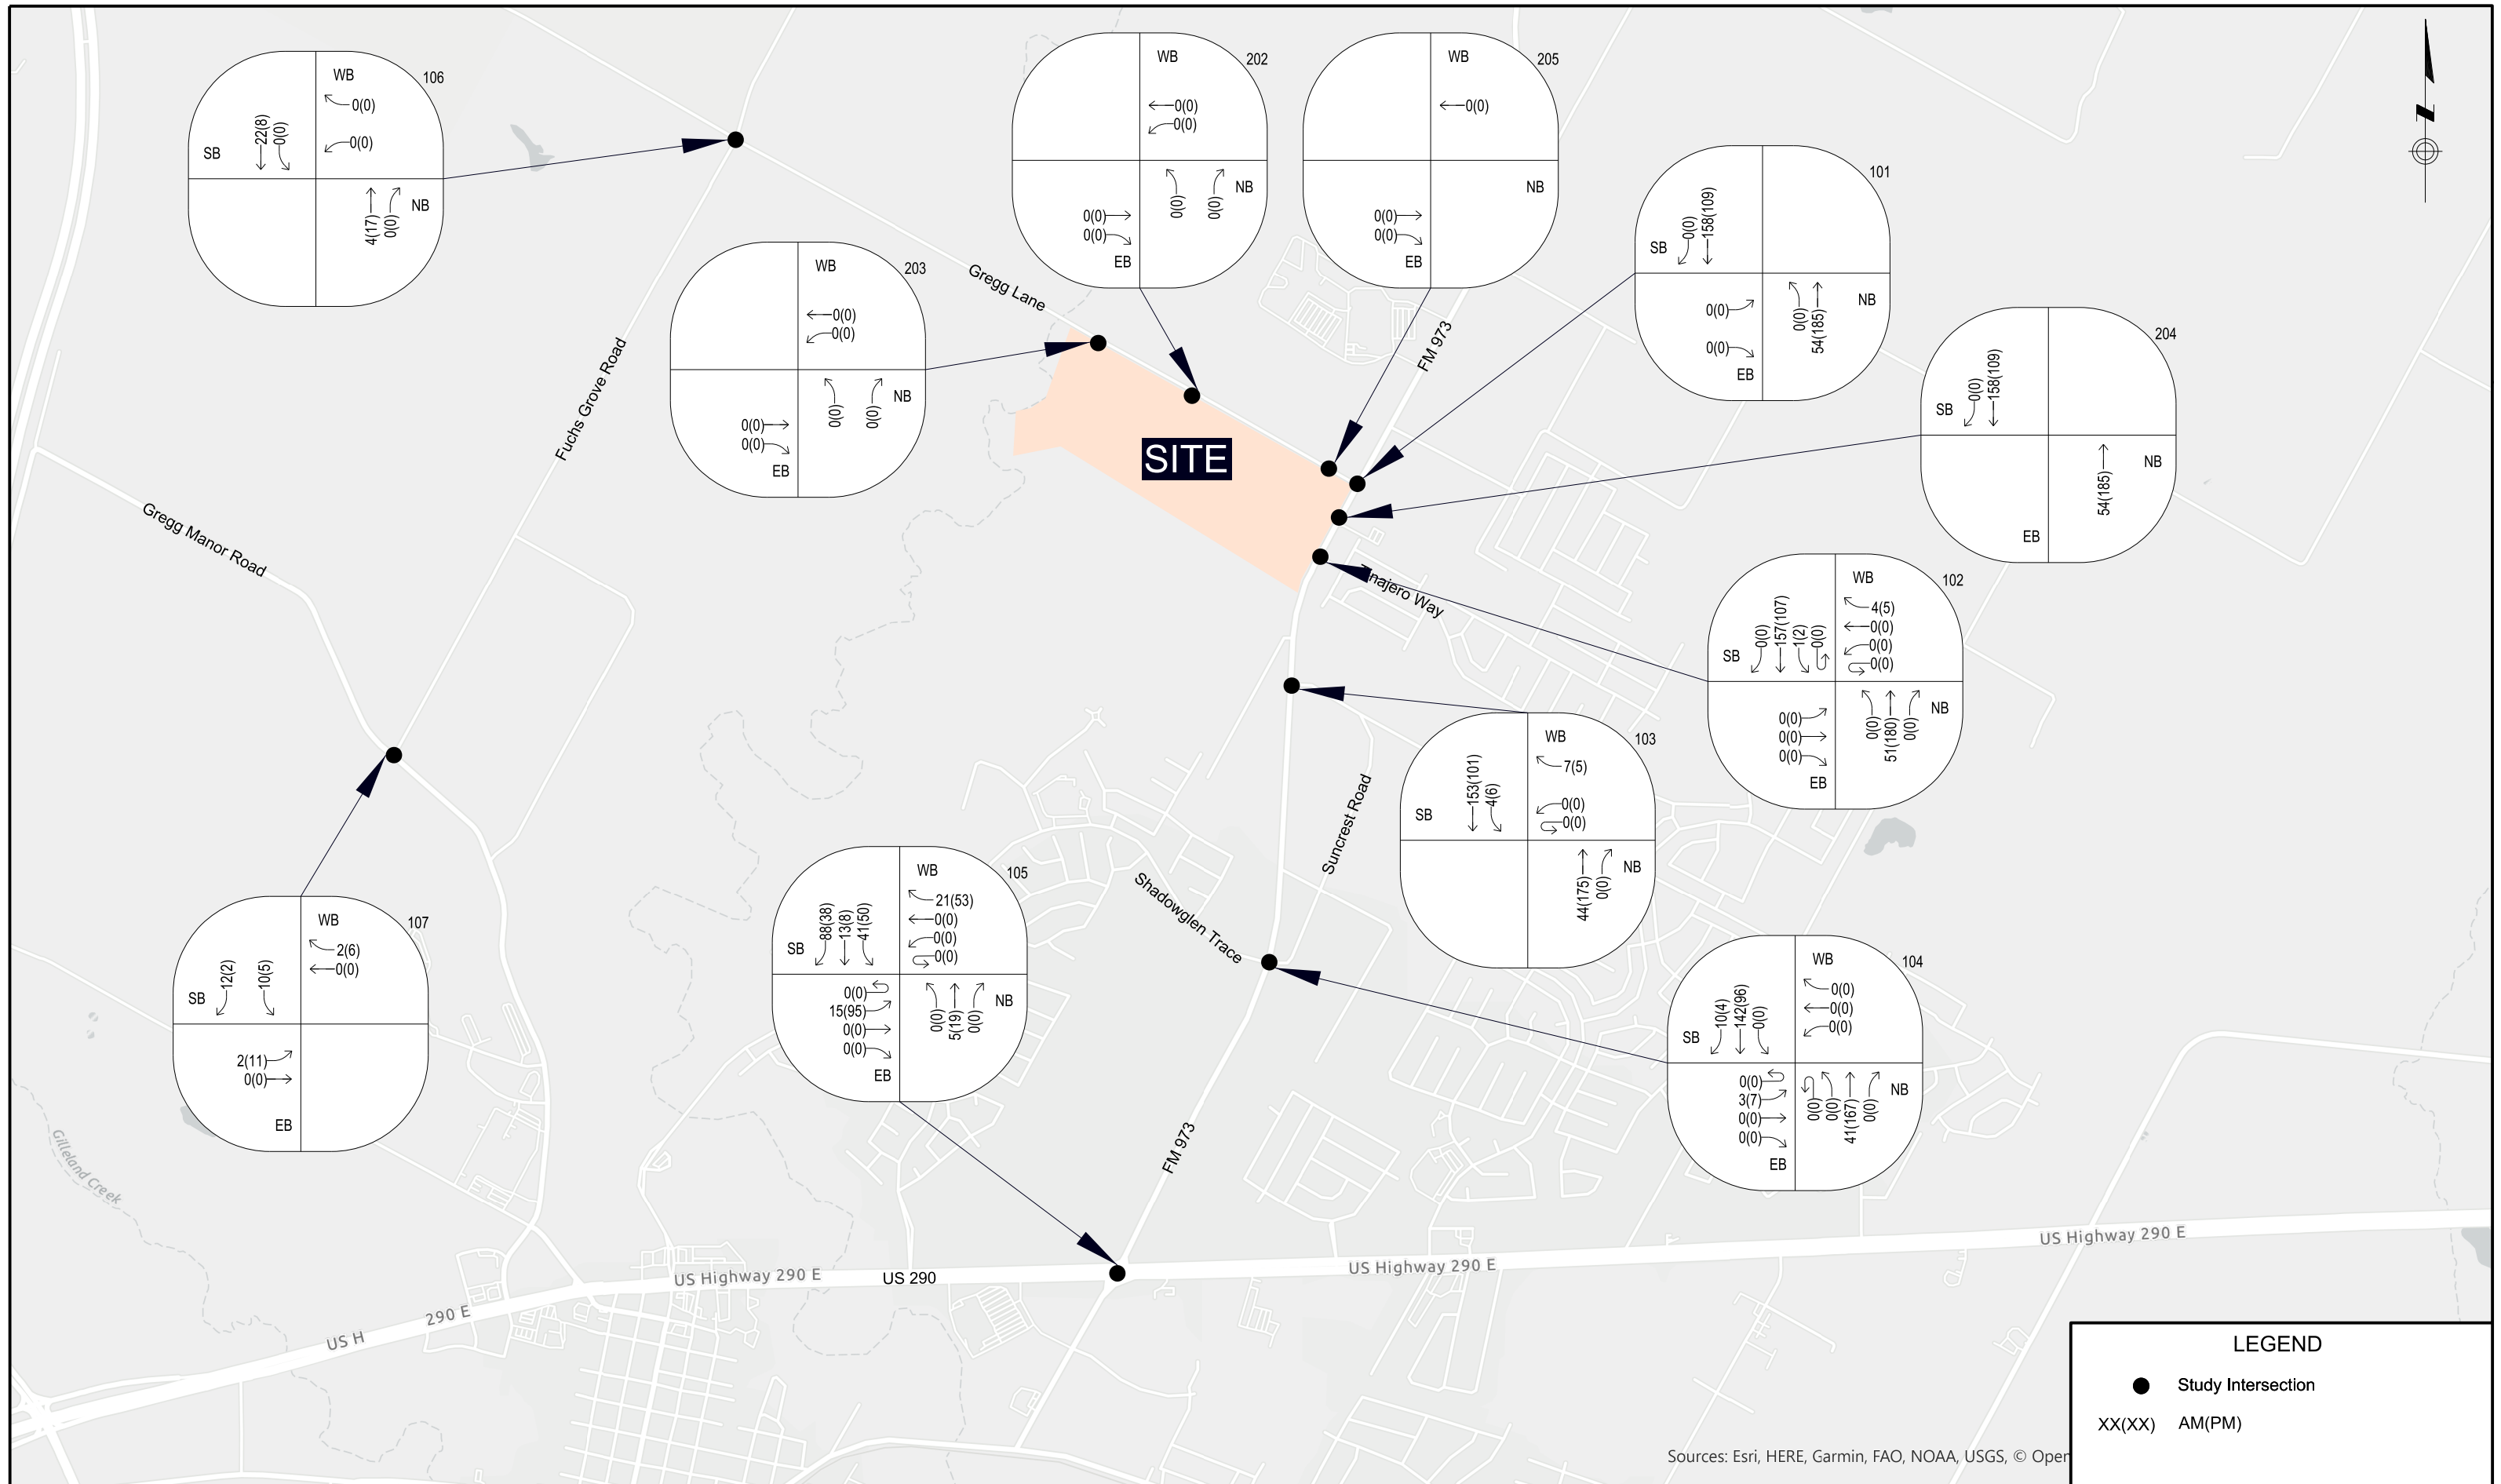 106
WB
0(0)
0(0)
SB
22(8)
0(0)
4(17)
0(0)
NB
202
WB
0(0)
0(0)
0(0)
0(0)
NB
0(0)
0(0)
EB
205
WB
0(0)
NB
0(0)
0(0)
EB
101
SB
0(0)
158(109)
0(0)
0(0)
EB
0(0)
54(185)
NB
203
WB
0(0)
0(0)
0(0)
0(0)
NB
0(0)
0(0)
EB
204
SB
0(0)
158(109)
54(185)
NB
EB
Gregg Lane
FM 973
Fuchs Grove Road
SITE
Gregg Manor Road
Tinajero Way
102
WB
4(5)
0(0)
0(0)
0(0)
SB
0(0)
157(107)
1(2)
0(0)
0(0)
0(0)
0(0)
EB
0(0)
51(180)
0(0)
NB
103
WB
7(5)
0(0)
0(0)
SB
153(101)
4(6)
44(175)
0(0)
NB
Suncrest Road
Shadowglen Trace
105
WB
21(53)
0(0)
0(0)
0(0)
SB
88(38)
13(8)
41(50)
0(0)
15(95)
0(0)
0(0)
EB
0(0)
5(19)
0(0)
NB
107
WB
2(6)
0(0)
SB
12(2)
10(5)
2(11)
0(0)
EB
104
WB
0(0)
0(0)
0(0)
SB
10(4)
142(96)
0(0)
0(0)
3(7)
0(0)
0(0)
EB
0(0)
0(0)
41(167)
0(0)
NB
Gilleland Creek
FM 973
US Highway 290 E
US 290
US Highway 290 E
US Highway 290 E
US H
290 E
N
LEGEND
Study Intersection
XX(XX) AM(PM)
Sources: Esri, HERE, Garmin, FAO, NOAA, USGS, © Oper